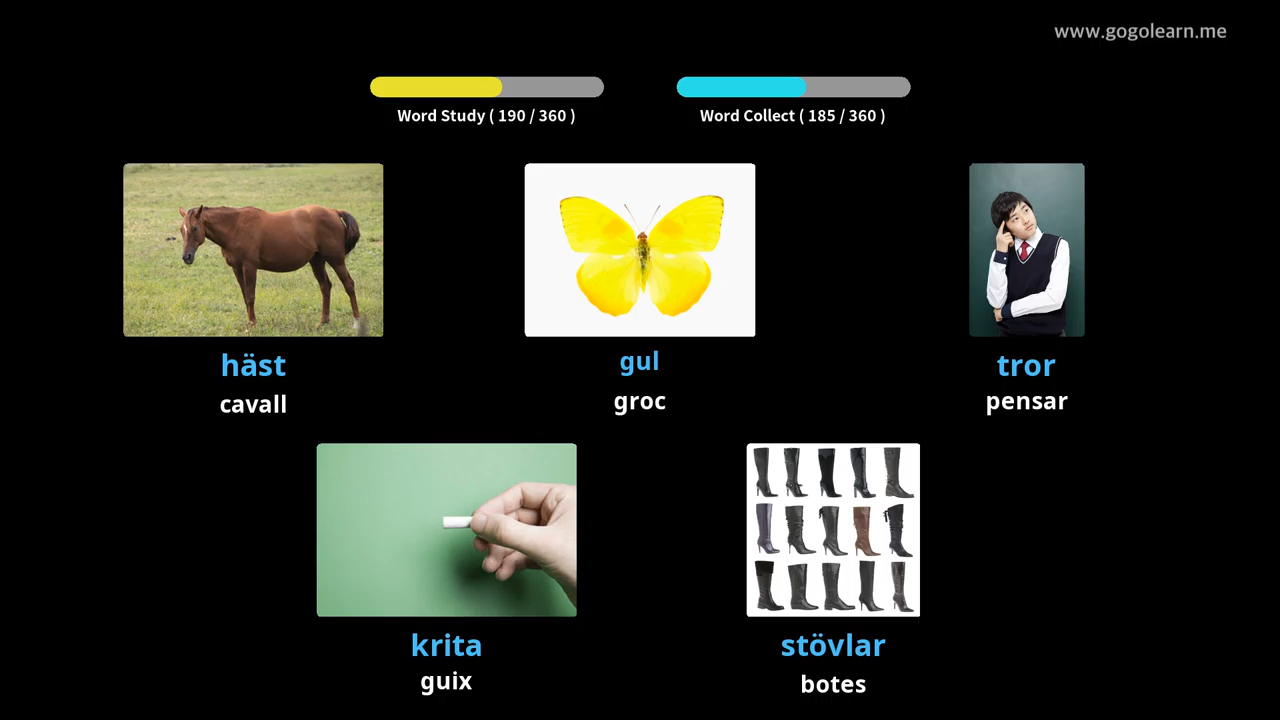 www.gogolearn.me
Word Study ( 190 / 360 )
Word Collect ( 185 / 360 )
häst
gul
tror
cavall
groc
pensar
krita
stövlar
guix
botes